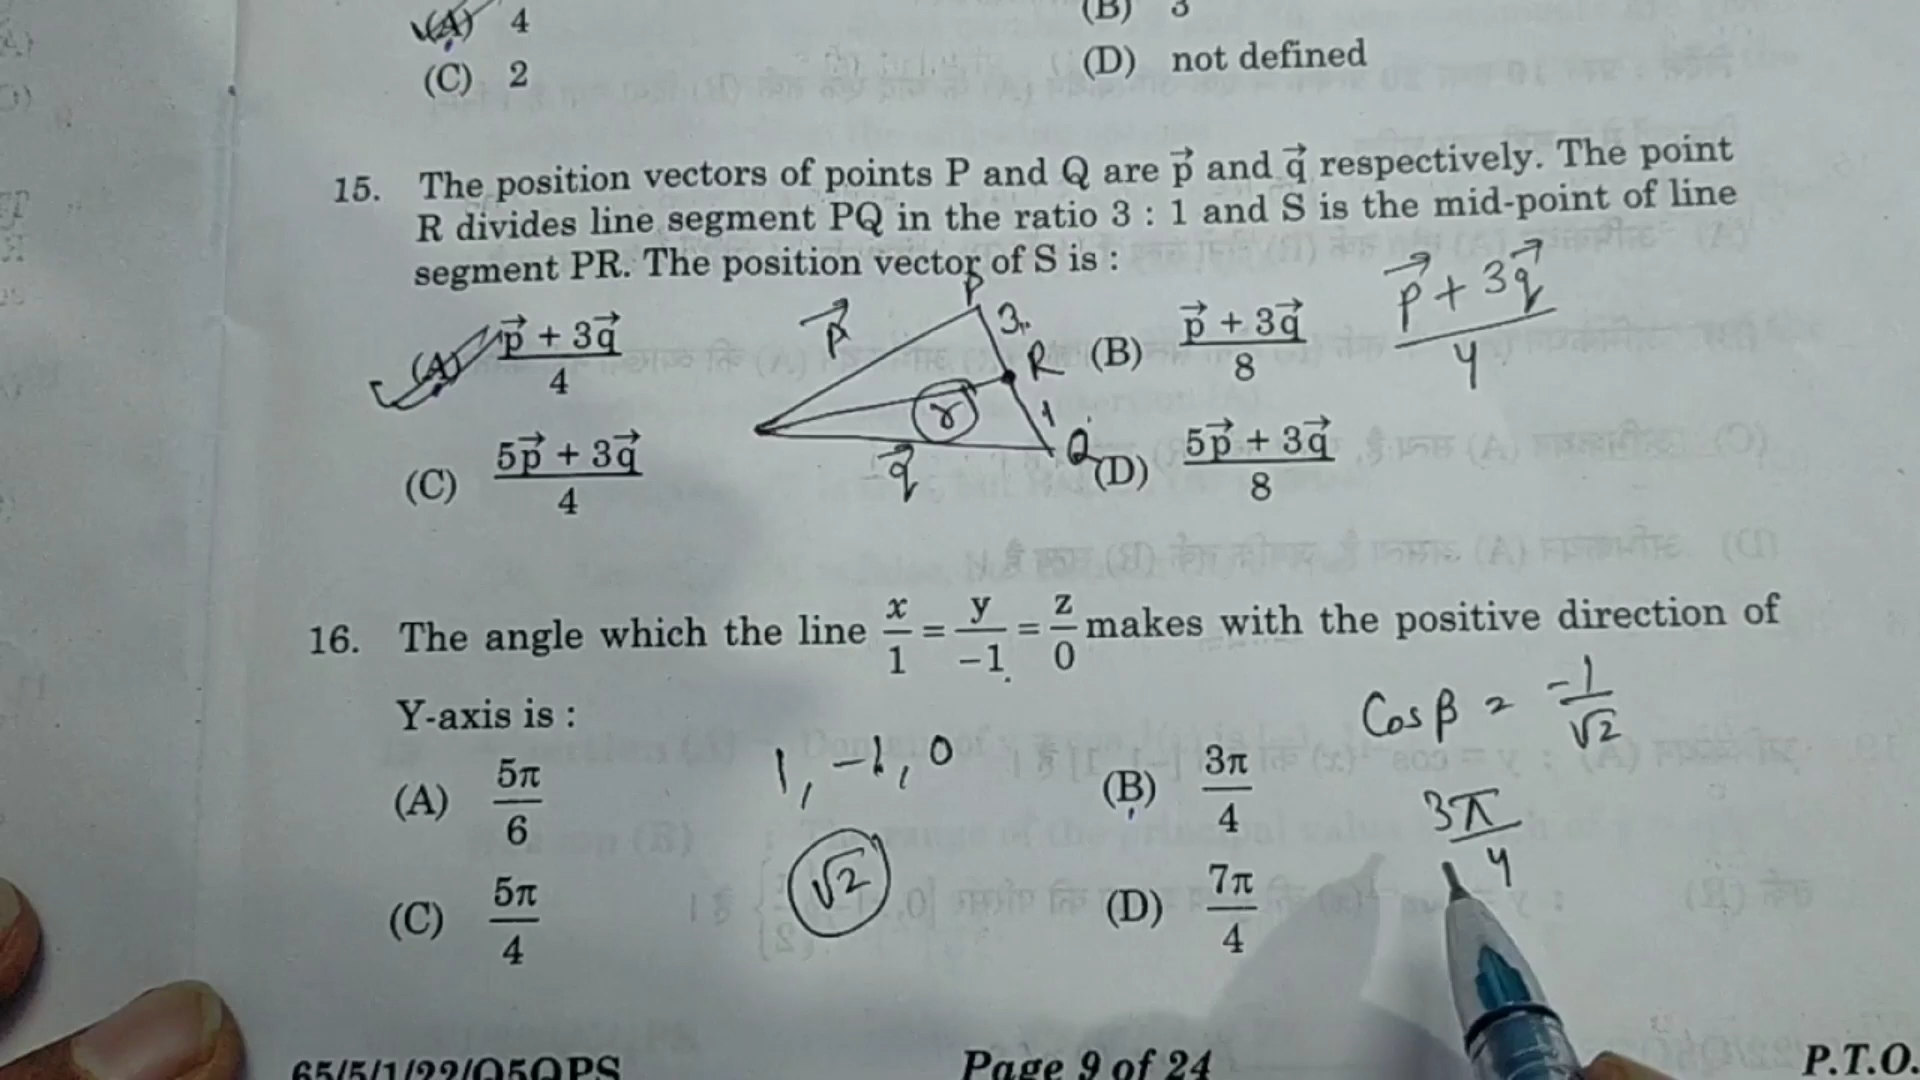 (A) 4 (B) 3
(C) 2 (D) not defined
15. The position vectors of points P and Q are p⃗ and q⃗ respectively. The point
R divides line segment PQ in the ratio 3 : 1 and S is the mid-point of line
segment PR. The position vector of S is :
(A) (p⃗ + 3q⃗)/4 (B) (p⃗ + 3q⃗)/8
(C) (5p⃗ + 3q⃗)/4 (D) (5p⃗ + 3q⃗)/8
p⃗ P 3 R r 1 Q q⃗
(p⃗ + 3q⃗)/4
16. The angle which the line x/1 = y/-1 = z/0 makes with the positive direction of
Y-axis is :
Cos β = -1/√2
1, -1, 0
(A) 5π/6 (B) 3π/4
3π/4
√2
(C) 5π/4 (D) 7π/4
65/5/1/22/Q5QPS Page 9 of 24 P.T.O.